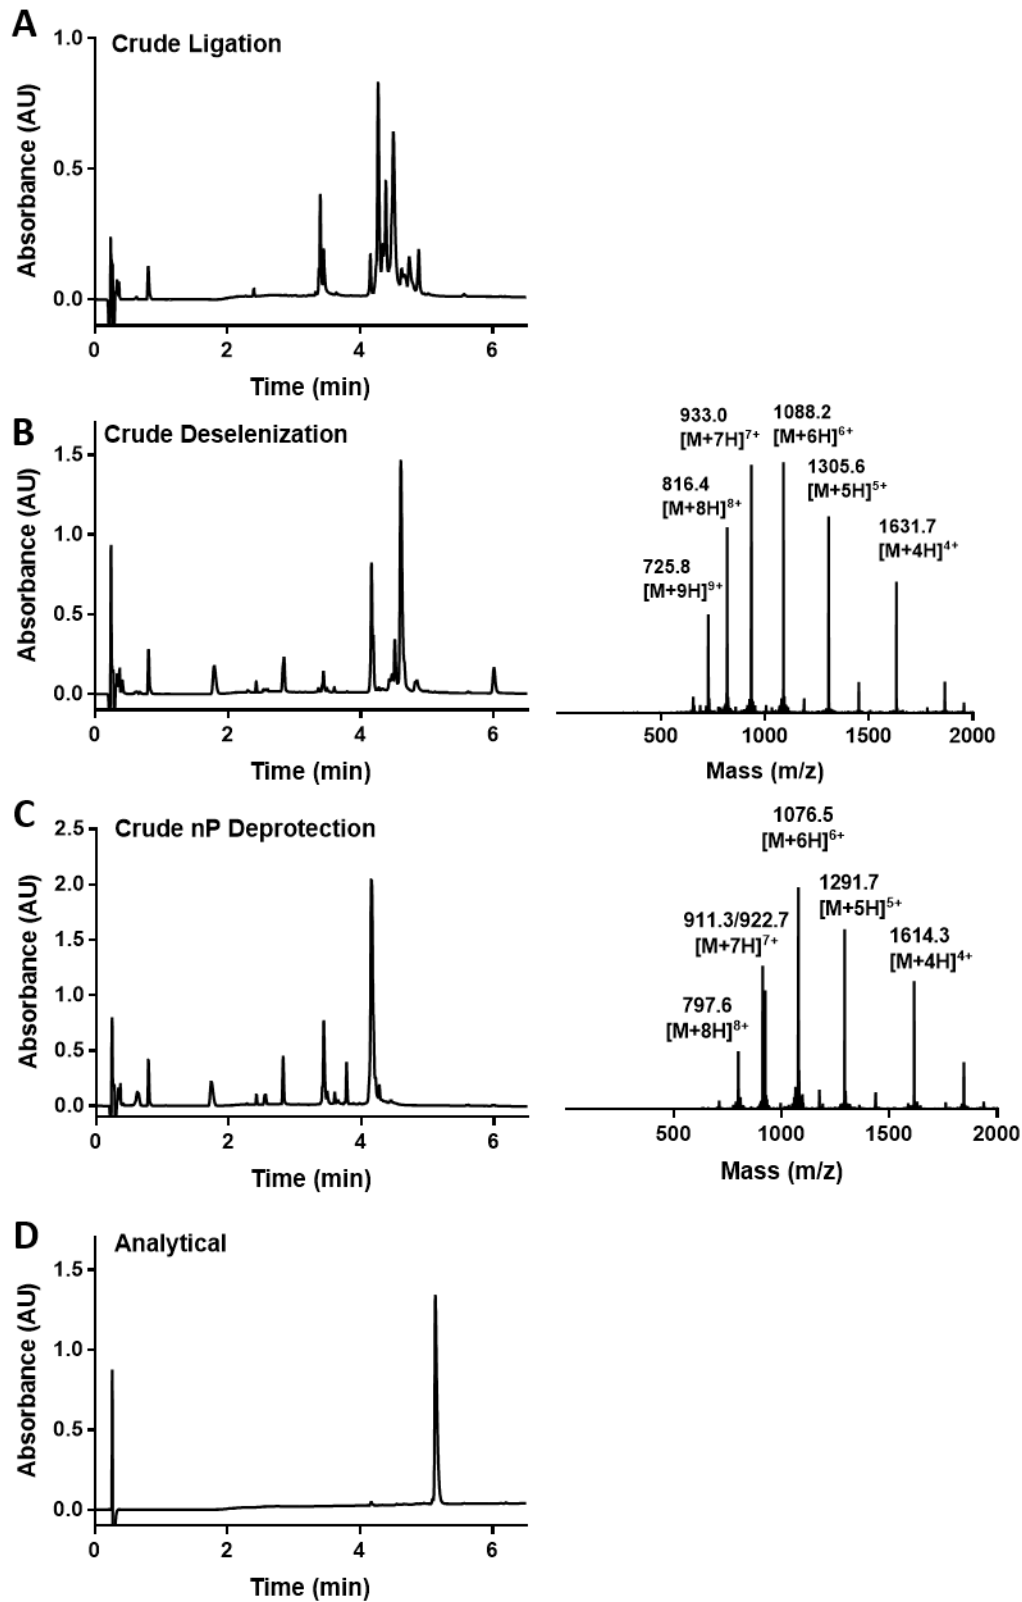 A
Crude Ligation
Absorbance (AU)
1.0
0.5
0.0
0 2 4 6
Time (min)
B
Crude Deselenization
Absorbance (AU)
1.5
1.0
0.5
0.0
0 2 4 6
Time (min)
933.0
[M+7H]7+
1088.2
[M+6H]6+
816.4
[M+8H]8+
1305.6
[M+5H]5+
725.8
[M+9H]9+
1631.7
[M+4H]4+
500 1000 1500 2000
Mass (m/z)
C
Crude nP Deprotection
Absorbance (AU)
2.5
2.0
1.5
1.0
0.5
0.0
0 2 4 6
Time (min)
1076.5
[M+6H]6+
1291.7
[M+5H]5+
911.3/922.7
[M+7H]7+
1614.3
[M+4H]4+
797.6
[M+8H]8+
500 1000 1500 2000
Mass (m/z)
D
Analytical
Absorbance (AU)
1.5
1.0
0.5
0.0
0 2 4 6
Time (min)